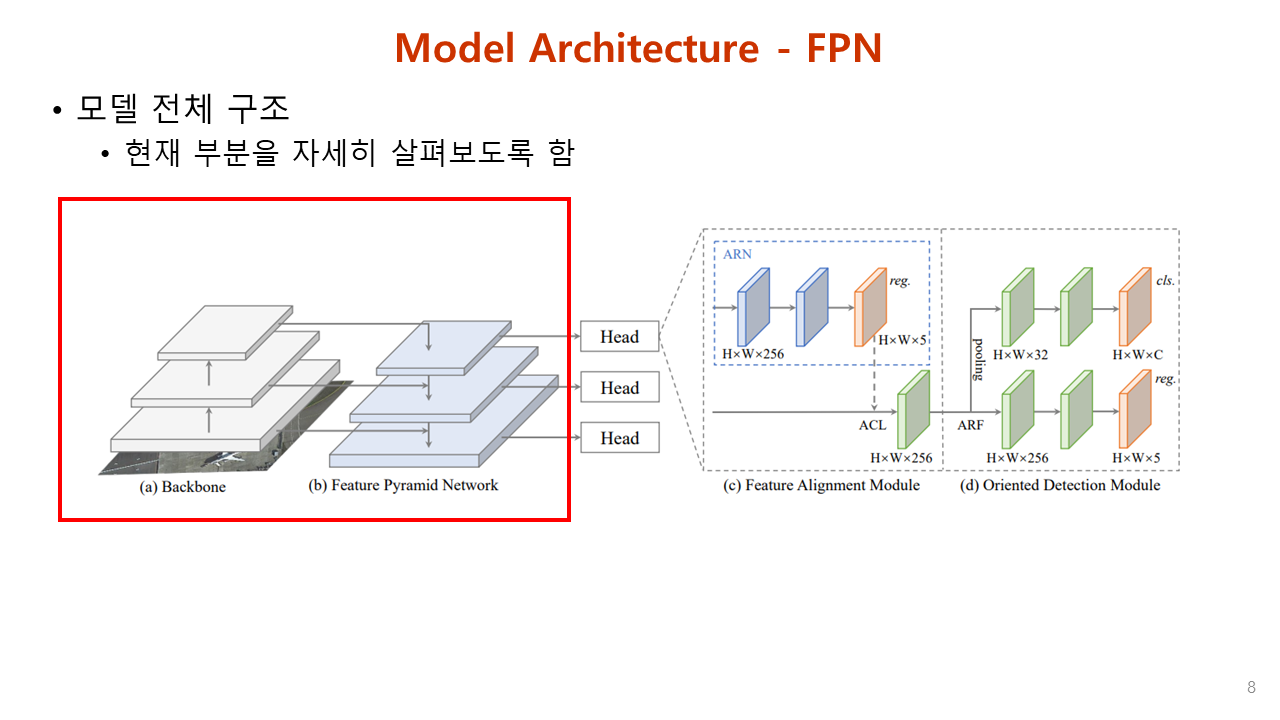 Model Architecture - FPN
• 모델 전체 구조
• 현재 부분을 자세히 살펴보도록 함
ARN
reg.
H×W×256
H×W×5
Head
Head
Head
ACL
H×W×256
cls.
H×W×32
H×W×C
pooling
reg.
ARF
H×W×256
H×W×5
(a) Backbone
(b) Feature Pyramid Network
(c) Feature Alignment Module
(d) Oriented Detection Module
8